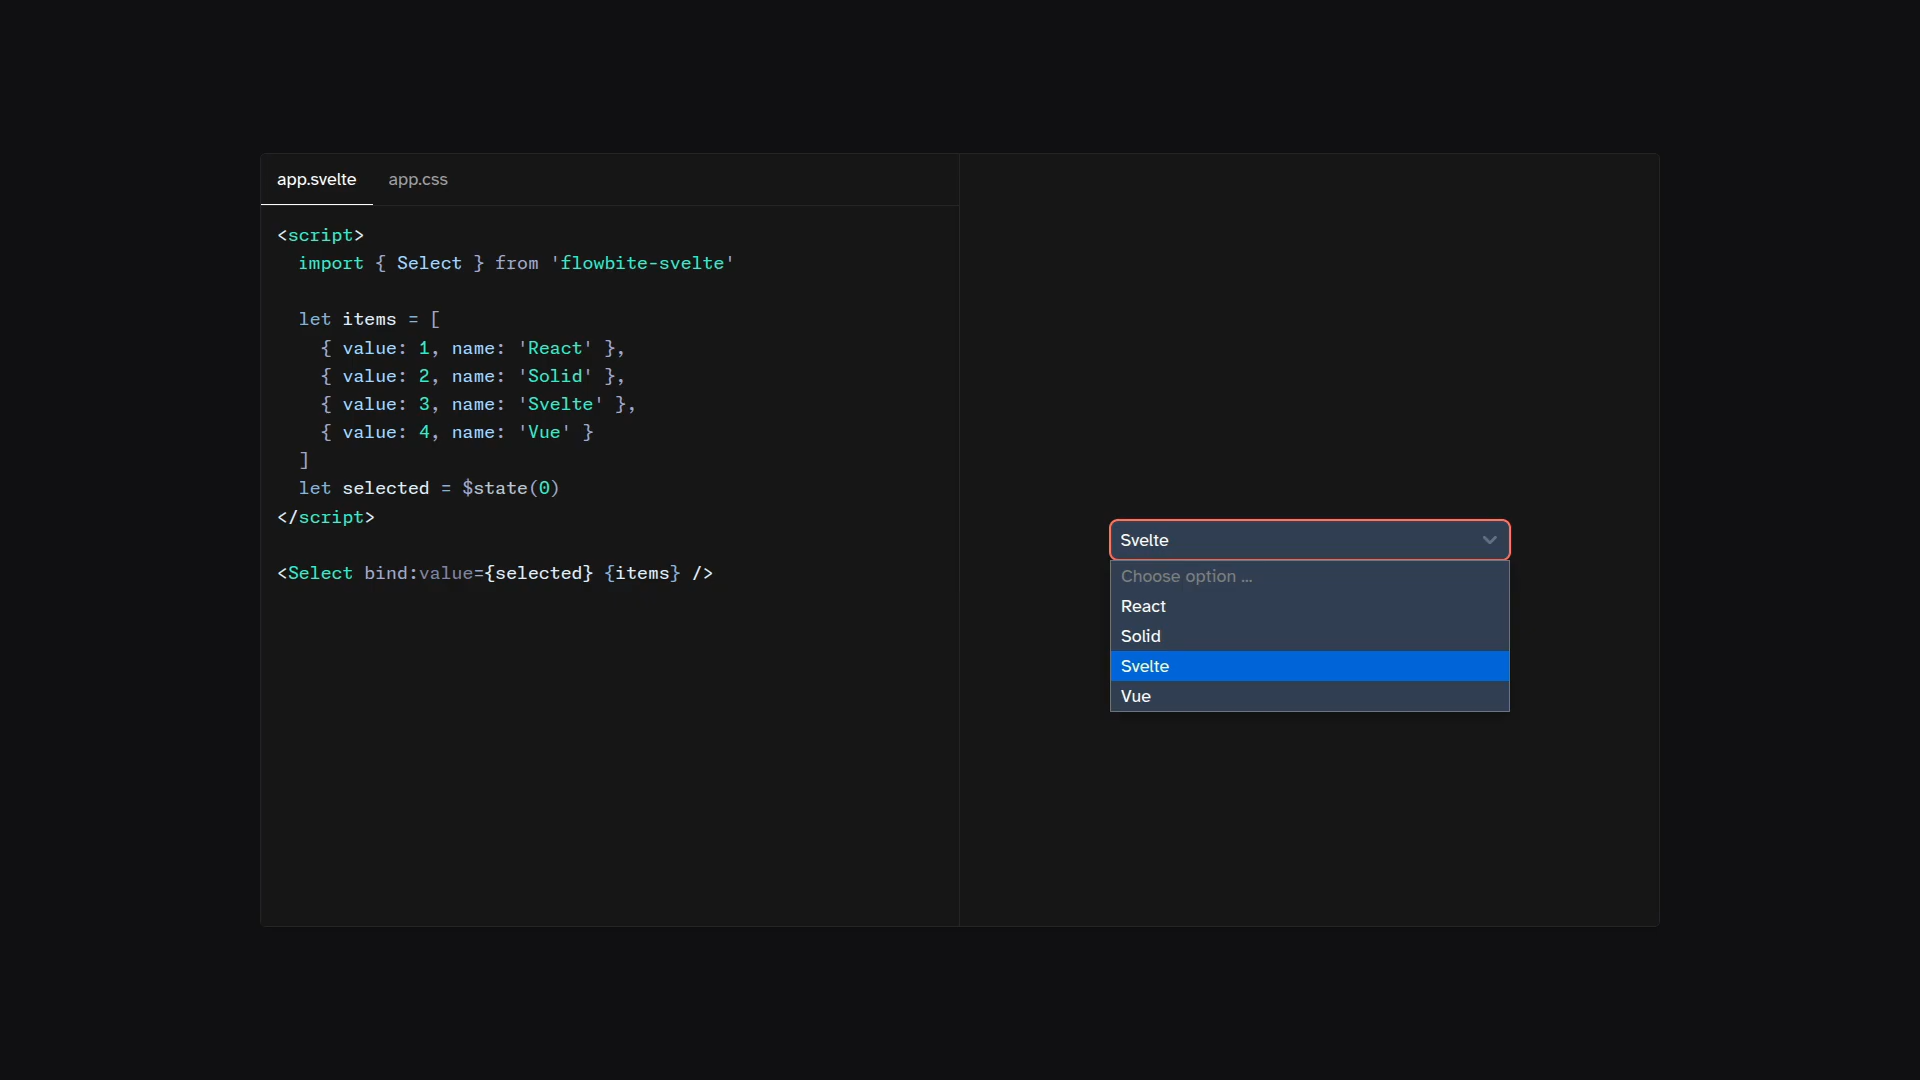 app.svelte app.css
<script>
  import { Select } from 'flowbite-svelte'

  let items = [
    { value: 1, name: 'React' },
    { value: 2, name: 'Solid' },
    { value: 3, name: 'Svelte' },
    { value: 4, name: 'Vue' }
  ]
  let selected = $state(0)
</script>

<Select bind:value={selected} {items} />
Svelte
Choose option ...
React
Solid
Svelte
Vue